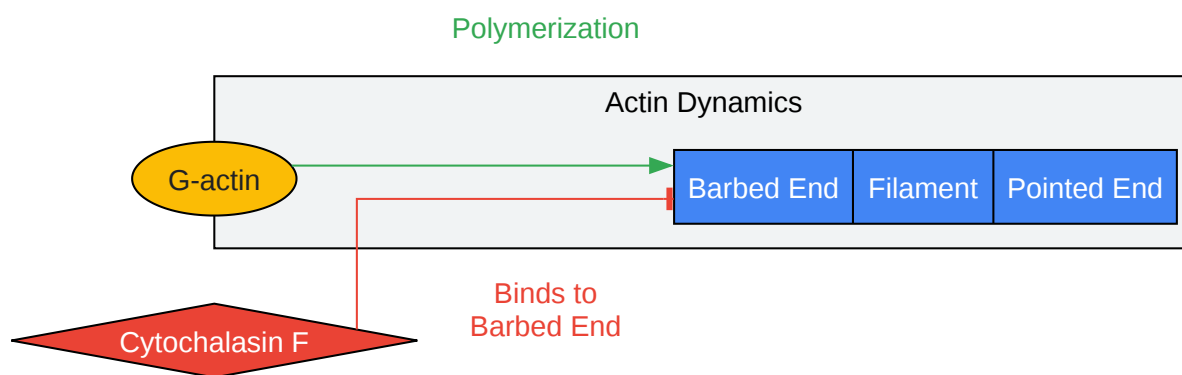 Polymerization
Actin Dynamics
G-actin
Barbed End
Filament
Pointed End
Binds to
Barbed End
Cytochalasin F